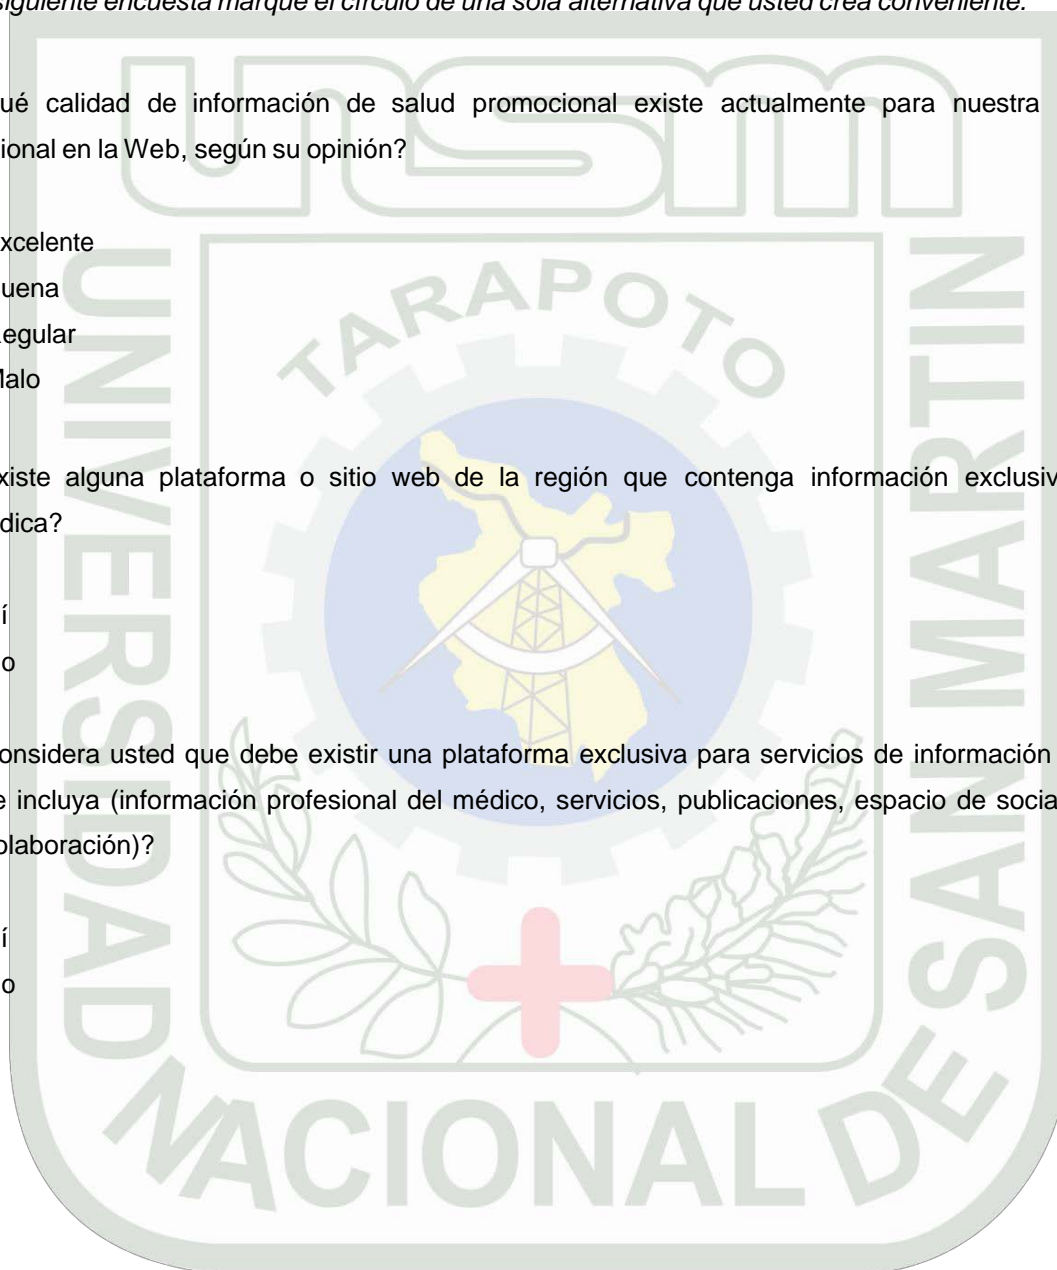 siguiente encuesta marque el círculo de una sola alternativa que usted crea conveniente.
ué calidad de información de salud promocional existe actualmente para nuestra
ional en la Web, según su opinión?
xcelente
uena
egular
alo
xiste alguna plataforma o sitio web de la región que contenga información exclusiv
dica?
í
o
onsidera usted que debe existir una plataforma exclusiva para servicios de información
e incluya (información profesional del médico, servicios, publicaciones, espacio de socia
olaboración)?
í
o
unsm
TARAPOTO
UNIVERSIDAD
NACIONAL DE
SAN MARTIN